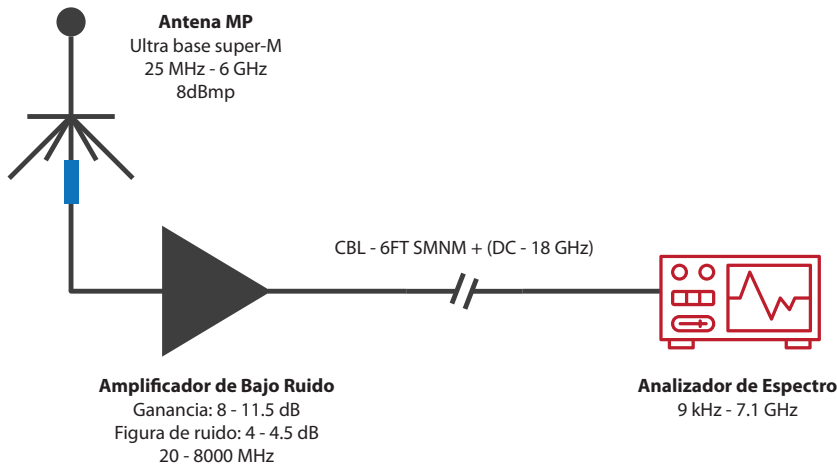 Antena MP
Ultra base super-M
25 MHz - 6 GHz
8dBmp
CBL - 6FT SMNM + (DC - 18 GHz)
Amplificador de Bajo Ruido
Ganancia: 8 - 11.5 dB
Figura de ruido: 4 - 4.5 dB
20 - 8000 MHz
Analizador de Espectro
9 kHz - 7.1 GHz